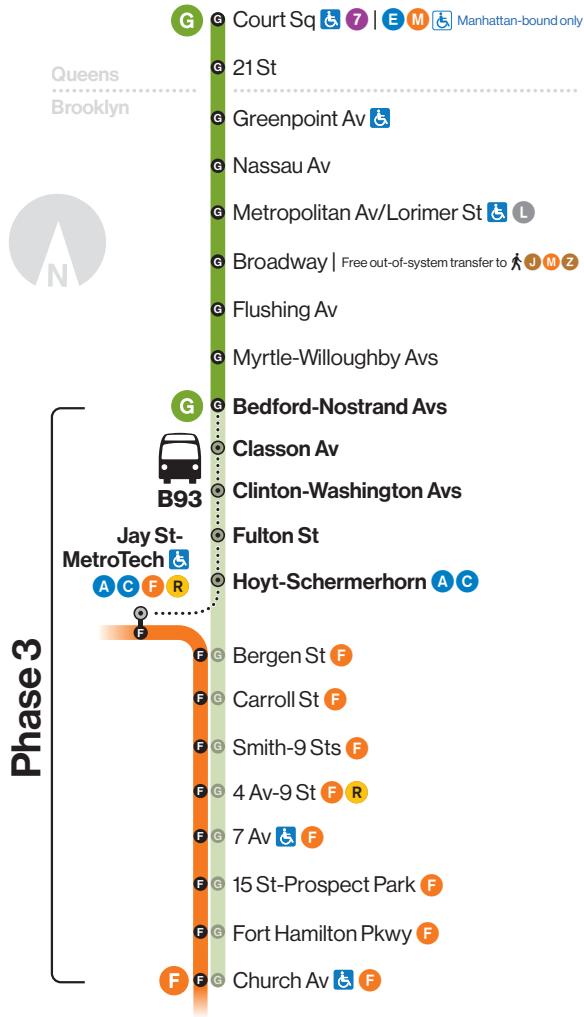 G G Court Sq 7 | E M Manhattan-bound only
G 21 St
Queens
Brooklyn
G Greenpoint Av
G Nassau Av
G Metropolitan Av/Lorimer St L
N
G Broadway | Free out-of-system transfer to J M Z
G Flushing Av
G Myrtle-Willoughby Avs
G G Bedford-Nostrand Avs
Classon Av
B93
Clinton-Washington Avs
Fulton St
Jay St-
MetroTech
A C F R
Hoyt-Schermerhorn A C
F
Phase 3
F G Bergen St F
F G Carroll St F
F G Smith-9 Sts F
F G 4 Av-9 St F R
F G 7 Av F
F G 15 St-Prospect Park F
F G Fort Hamilton Pkwy F
F F G Church Av F